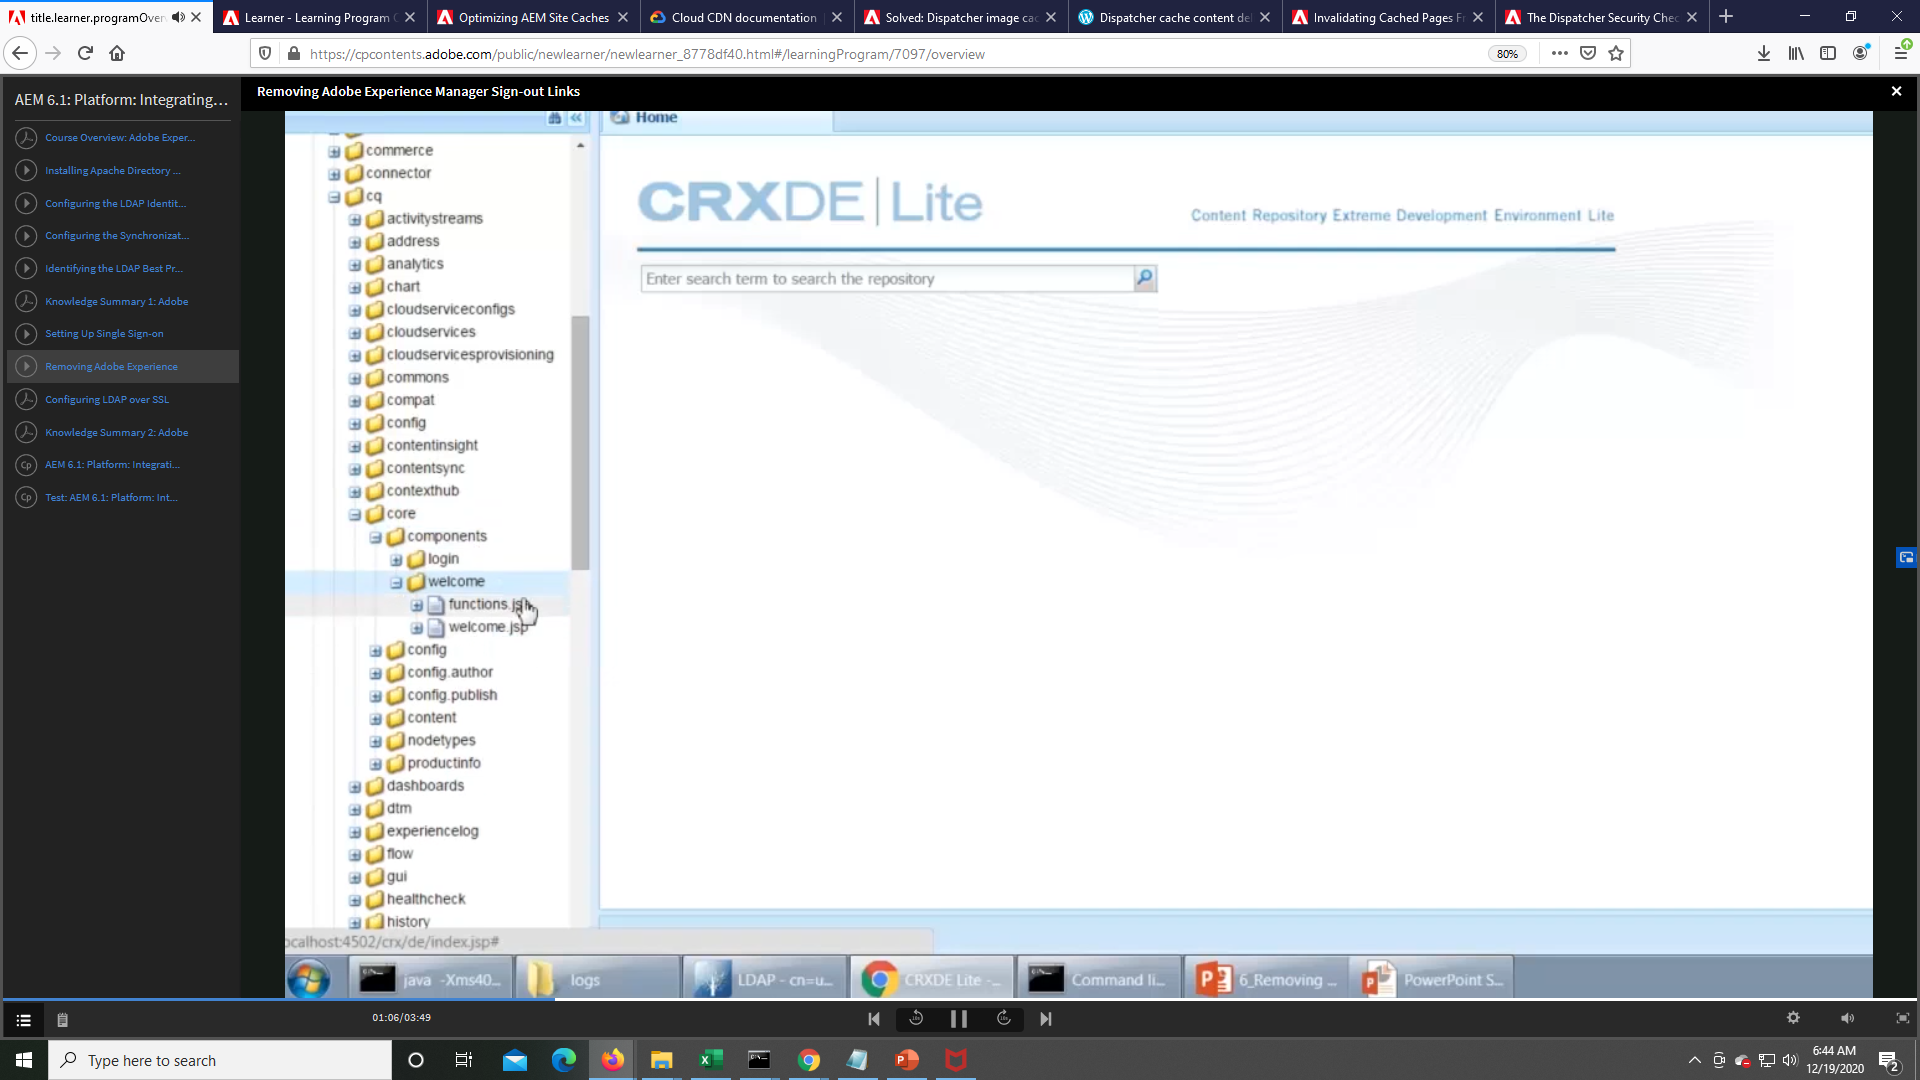 title.learner.programOver
Learner - Learning Program O
Optimizing AEM Site Caches
Cloud CDN documentation
Solved: Dispatcher image cac
Dispatcher cache content del
Invalidating Cached Pages Fr
The Dispatcher Security Chec
https://cpcontents.adobe.com/public/newlearner/newlearner_8778df40.html#/learningProgram/7097/overview
80%
AEM 6.1: Platform: Integrating...
Removing Adobe Experience Manager Sign-out Links
Course Overview: Adobe Exper...
Installing Apache Directory ...
Configuring the LDAP Identit...
Configuring the Synchronizat...
Identifying the LDAP Best Pr...
Knowledge Summary 1: Adobe
Setting Up Single Sign-on
Removing Adobe Experience
Configuring LDAP over SSL
Knowledge Summary 2: Adobe
Cp AEM 6.1: Platform: Integrati...
Cp Test: AEM 6.1: Platform: Int...
commerce
connector
cq
activitystreams
address
analytics
chart
cloudserviceconfigs
cloudservices
cloudservicesprovisioning
commons
compat
config
contentinsight
contentsync
contexthub
core
components
login
welcome
functions.jsp
welcome.jsp
config
config.author
config.publish
content
nodetypes
productinfo
dashboards
dtm
experiencelog
flow
gui
healthcheck
history
Home
CRXDE | Lite
Content Repository Extreme Development Environment Lite
Enter search term to search the repository
ocalhost:4502/crx/de/index.jsp#
java -Xms40...
logs
LDAP - cn=u...
CRXDE Lite -...
Command li...
6_Removing ...
PowerPoint S...
01:06/03:49
10s
10s
Type here to search
6:44 AM
12/19/2020
2